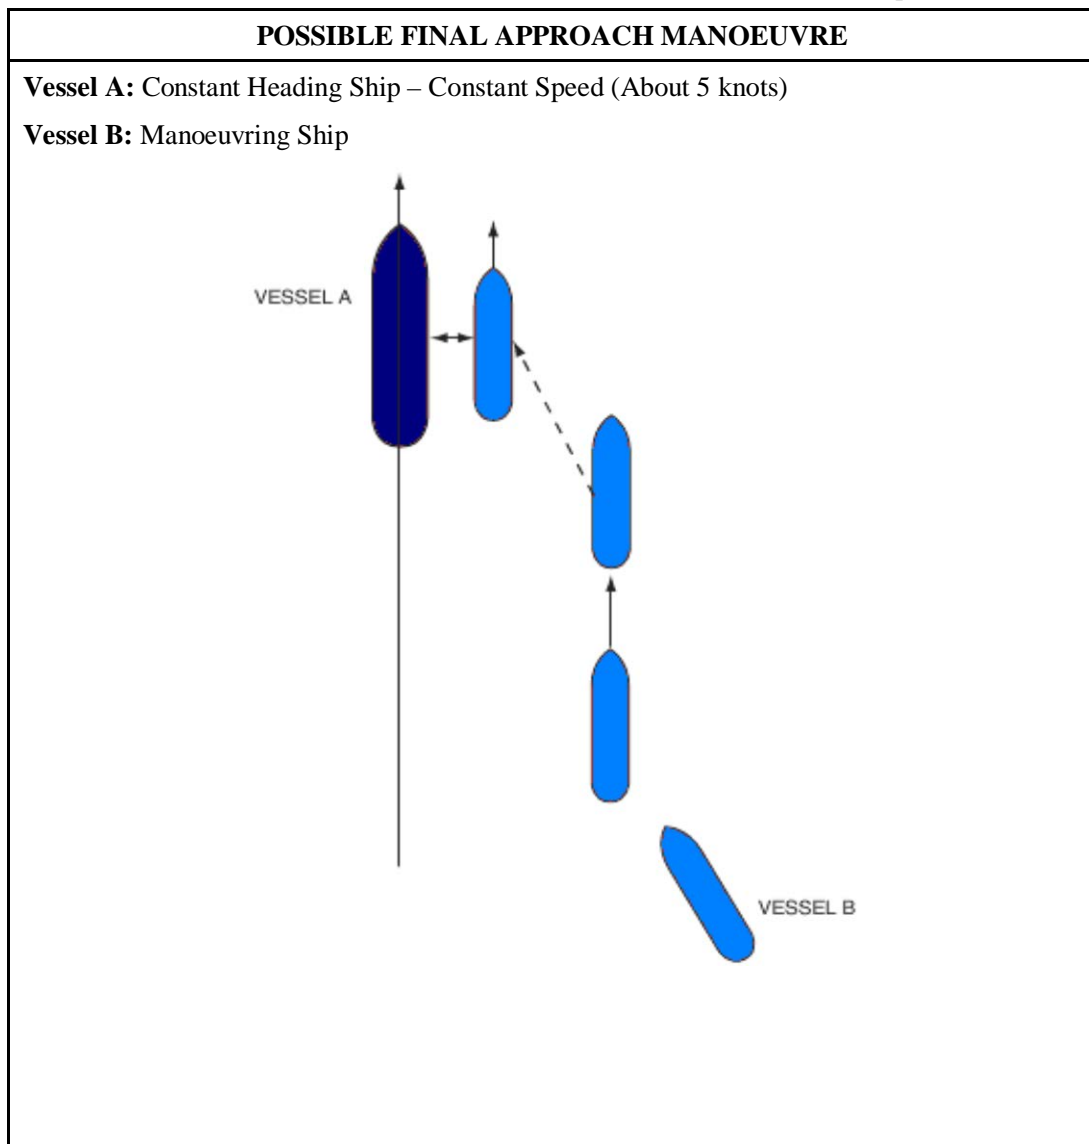 POSSIBLE FINAL APPROACH MANOEUVRE
Vessel A: Constant Heading Ship – Constant Speed (About 5 knots)
Vessel B: Manoeuvring Ship
VESSEL A
VESSEL B